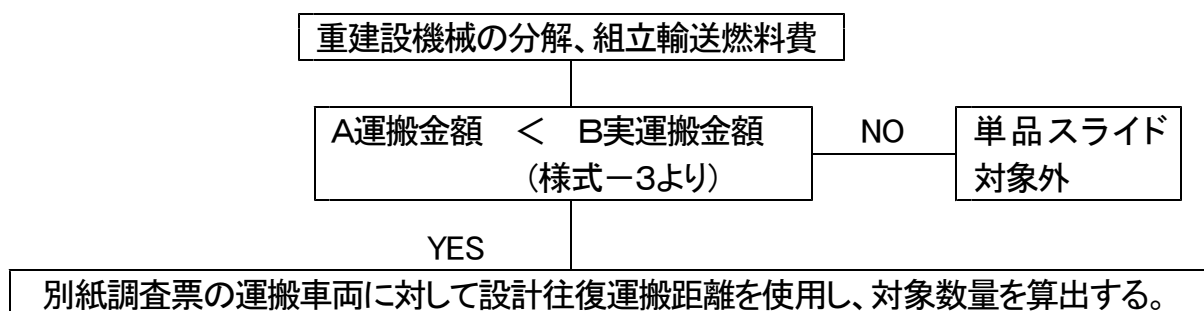 重建設機械の分解、組立輸送燃料費
A運搬金額　＜　B実運搬金額
（様式－3より）
NO
単品スライド
対象外
YES
別紙調査票の運搬車両に対して設計往復運搬距離を使用し、対象数量を算出する。